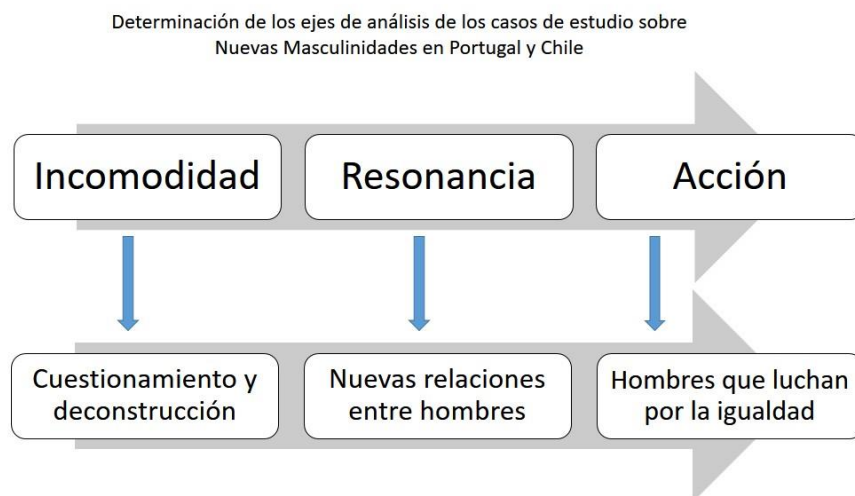 Determinación de los ejes de análisis de los casos de estudio sobre
Nuevas Masculinidades en Portugal y Chile
Incomodidad
Resonancia
Acción
Cuestionamiento y
deconstrucción
Nuevas relaciones
entre hombres
Hombres que luchan
por la igualdad